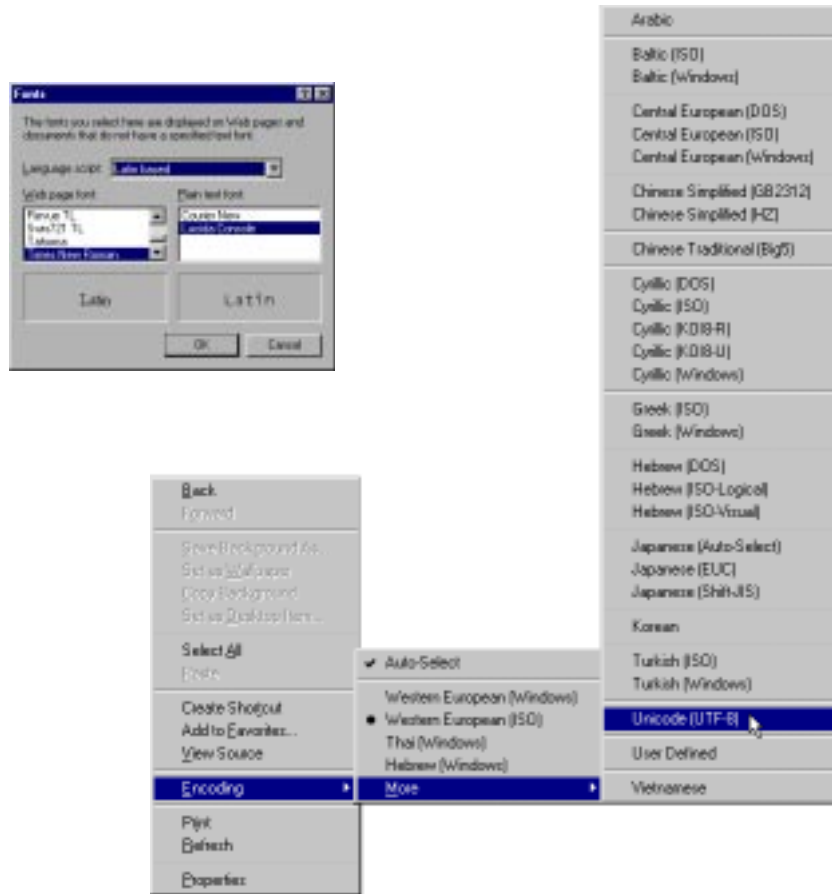 Fonts
The fonts you select here are displayed on Web pages and
documents that do not have a specified text font.
Language script: Latin based
Web page font:
Plain text font:
Courier New
Lucida Console
Tahoma
Times New Roman
Latin
Latin
OK
Cancel
Back
Forward
Save Background As...
Set as Wallpaper
Copy Background
Set as Desktop Item...
Select All
Paste
Create Shortcut
Add to Favorites...
View Source
Encoding
Print
Refresh
Properties
Auto-Select
Western European (Windows)
Western European (ISO)
Thai (Windows)
Hebrew (Windows)
More
Arabic
Baltic (ISO)
Baltic (Windows)
Central European (DOS)
Central European (ISO)
Central European (Windows)
Chinese Simplified (GB2312)
Chinese Simplified (HZ)
Chinese Traditional (Big5)
Cyrillic (DOS)
Cyrillic (ISO)
Cyrillic (KOI8-R)
Cyrillic (KOI8-U)
Cyrillic (Windows)
Greek (ISO)
Greek (Windows)
Hebrew (DOS)
Hebrew (ISO-Logical)
Hebrew (ISO-Visual)
Japanese (Auto-Select)
Japanese (EUC)
Japanese (Shift-JIS)
Korean
Turkish (ISO)
Turkish (Windows)
Unicode (UTF-8)
User Defined
Vietnamese